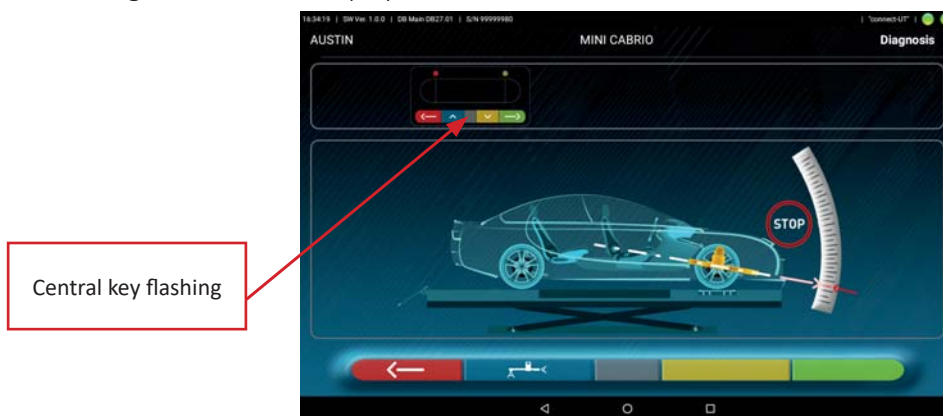 16:34:19 | SW Ver. 1.0.0 | DB Main DB27.01 | S/N 99999980 | "connect-UT" |
AUSTIN MINI CABRIO Diagnosis
STOP
Central key flashing